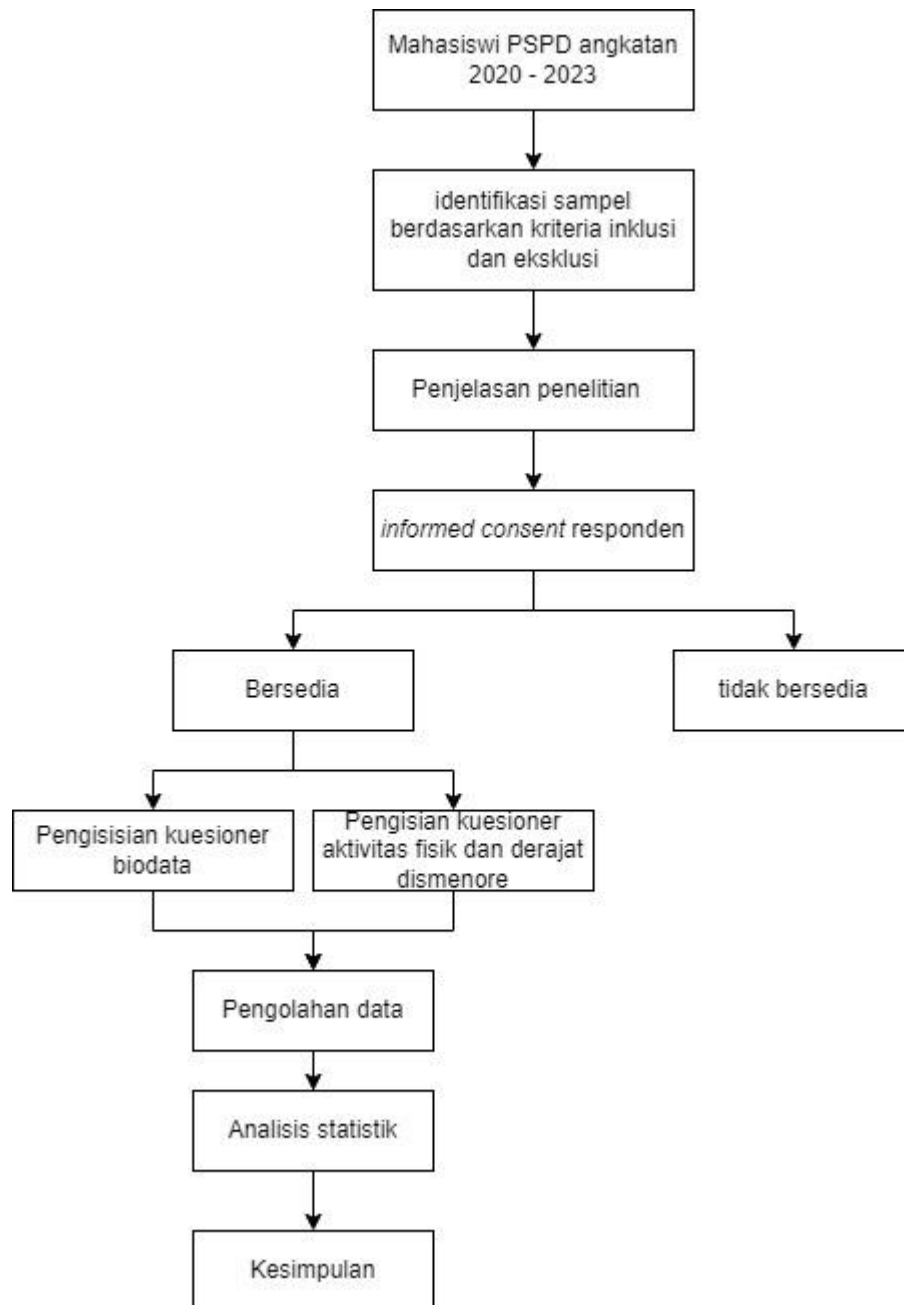 Mahasiswi PSPD angkatan
2020 - 2023
identifikasi sampel
berdasarkan kriteria inklusi
dan eksklusi
Penjelasan penelitian
informed consent responden
Bersedia
tidak bersedia
Pengisisian kuesioner
biodata
Pengisian kuesioner
aktivitas fisik dan derajat
dismenore
Pengolahan data
Analisis statistik
Kesimpulan